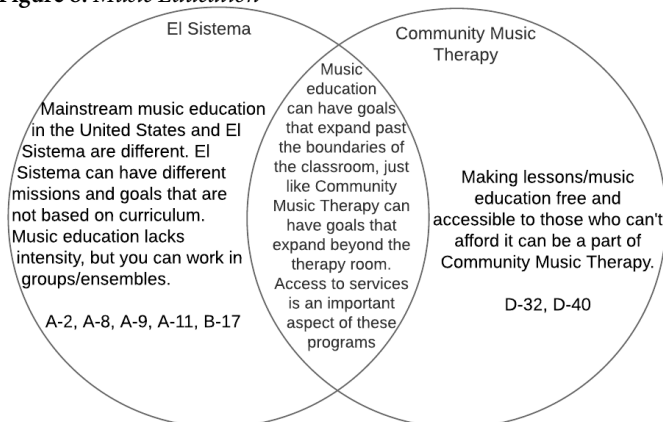 El Sistema
Mainstream music education
in the United States and El
Sistema are different. El
Sistema can have different
missions and goals that are
not based on curriculum.
Music education lacks
intensity, but you can work in
groups/ensembles.
A-2, A-8, A-9, A-11, B-17
Music
education
can have goals
that expand past
the boundaries of
the classroom, just
like Community
Music Therapy can
have goals that
expand beyond the
therapy room.
Access to services
is an important
aspect of these
programs
Community Music
Therapy
Making lessons/music
education free and
accessible to those who can't
afford it can be a part of
Community Music Therapy.
D-32, D-40